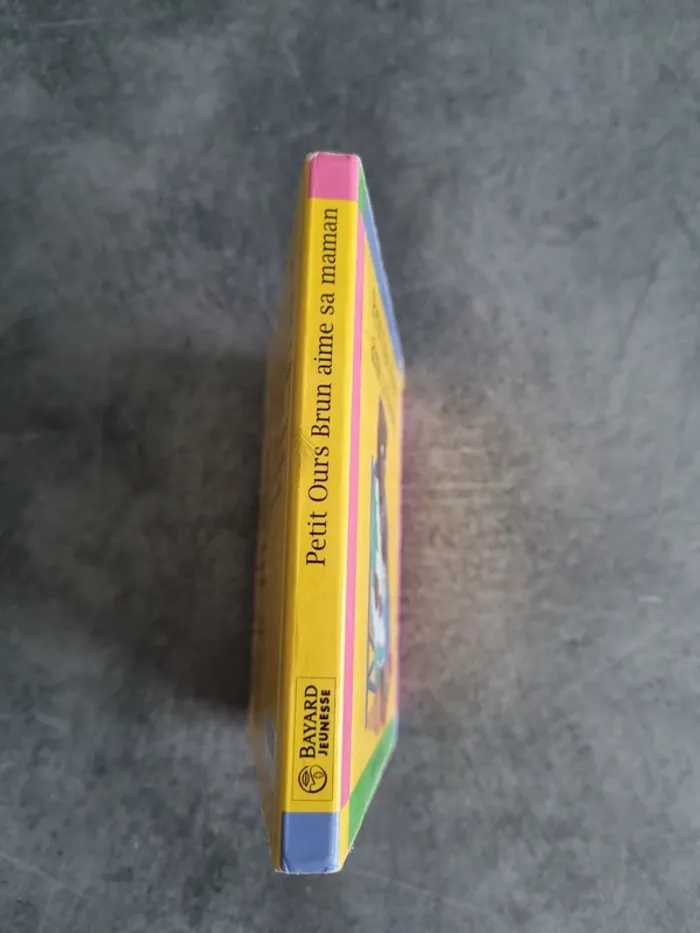 Petit Ours Brun aime sa maman
BAYARD
JEUNESSE